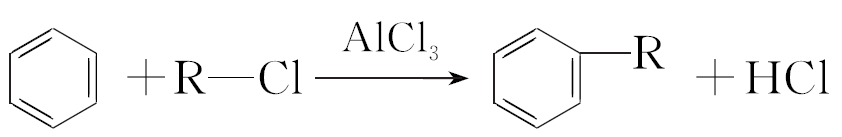 AlCl₃
+ R—Cl → —R + HCl